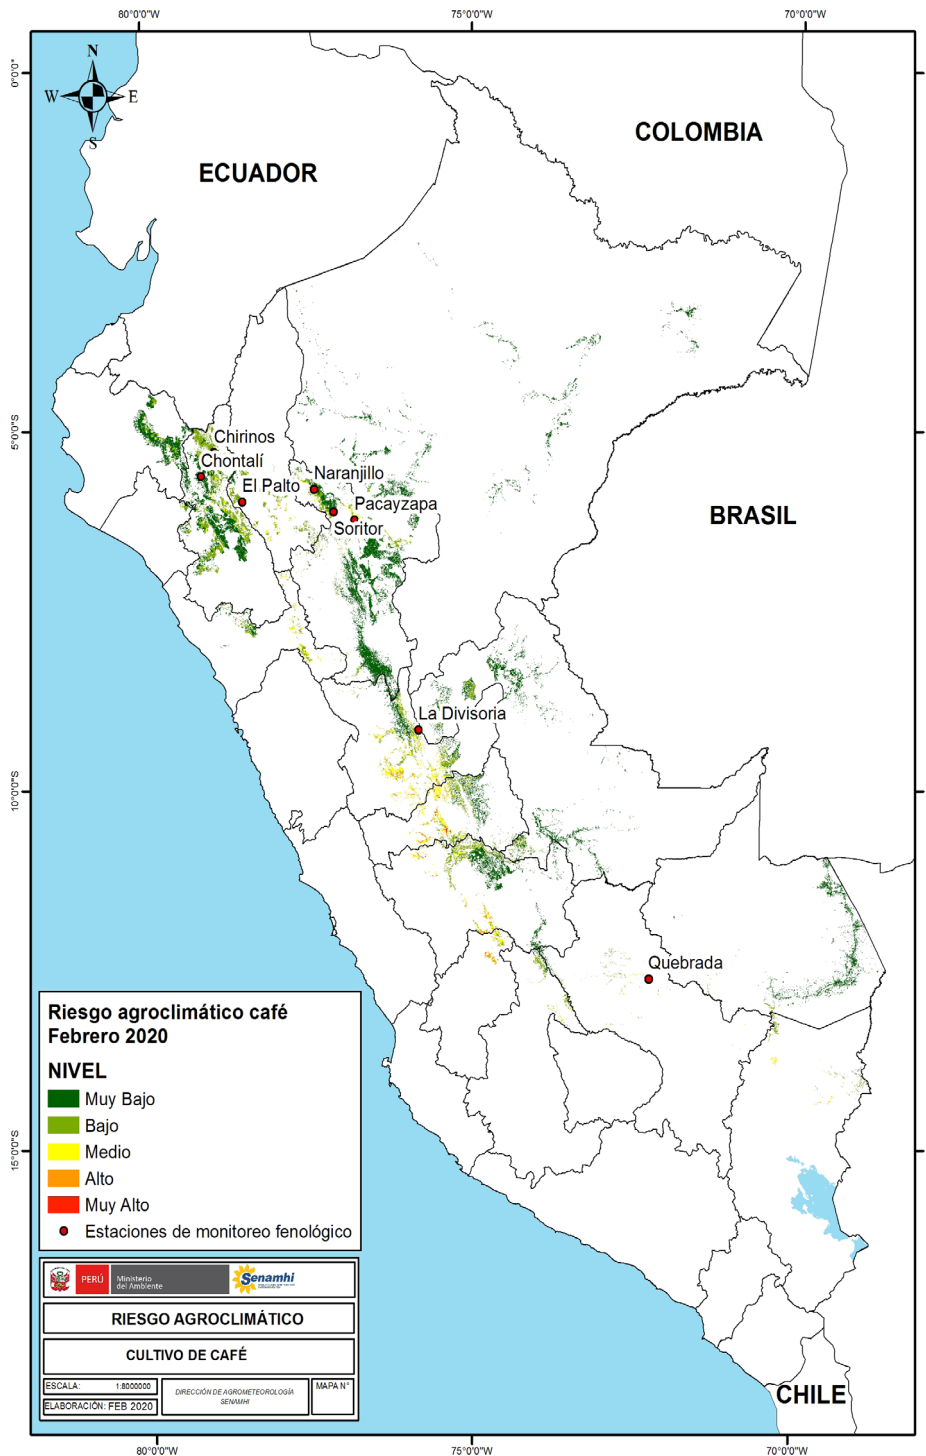 80°0'0"W
75°0'0"W
70°0'0"W
N
W
E
S
0°0'0"
5°0'0"S
10°0'0"S
15°0'0"S
COLOMBIA
ECUADOR
BRASIL
CHILE
Chirinos
Chontalí
El Palto
Naranjillo
Pacayzapa
Soritor
La Divisoria
Quebrada
Riesgo agroclimático café
Febrero 2020
NIVEL
Muy Bajo
Bajo
Medio
Alto
Muy Alto
Estaciones de monitoreo fenológico
PERÚ
Ministerio
del Ambiente
Senamhi
RIESGO AGROCLIMÁTICO
CULTIVO DE CAFÉ
ESCALA: 1:8000000
ELABORACIÓN: FEB 2020
DIRECCIÓN DE AGROMETEOROLOGÍA
SENAMHI
MAPA N°
80°0'0"W
75°0'0"W
70°0'0"W